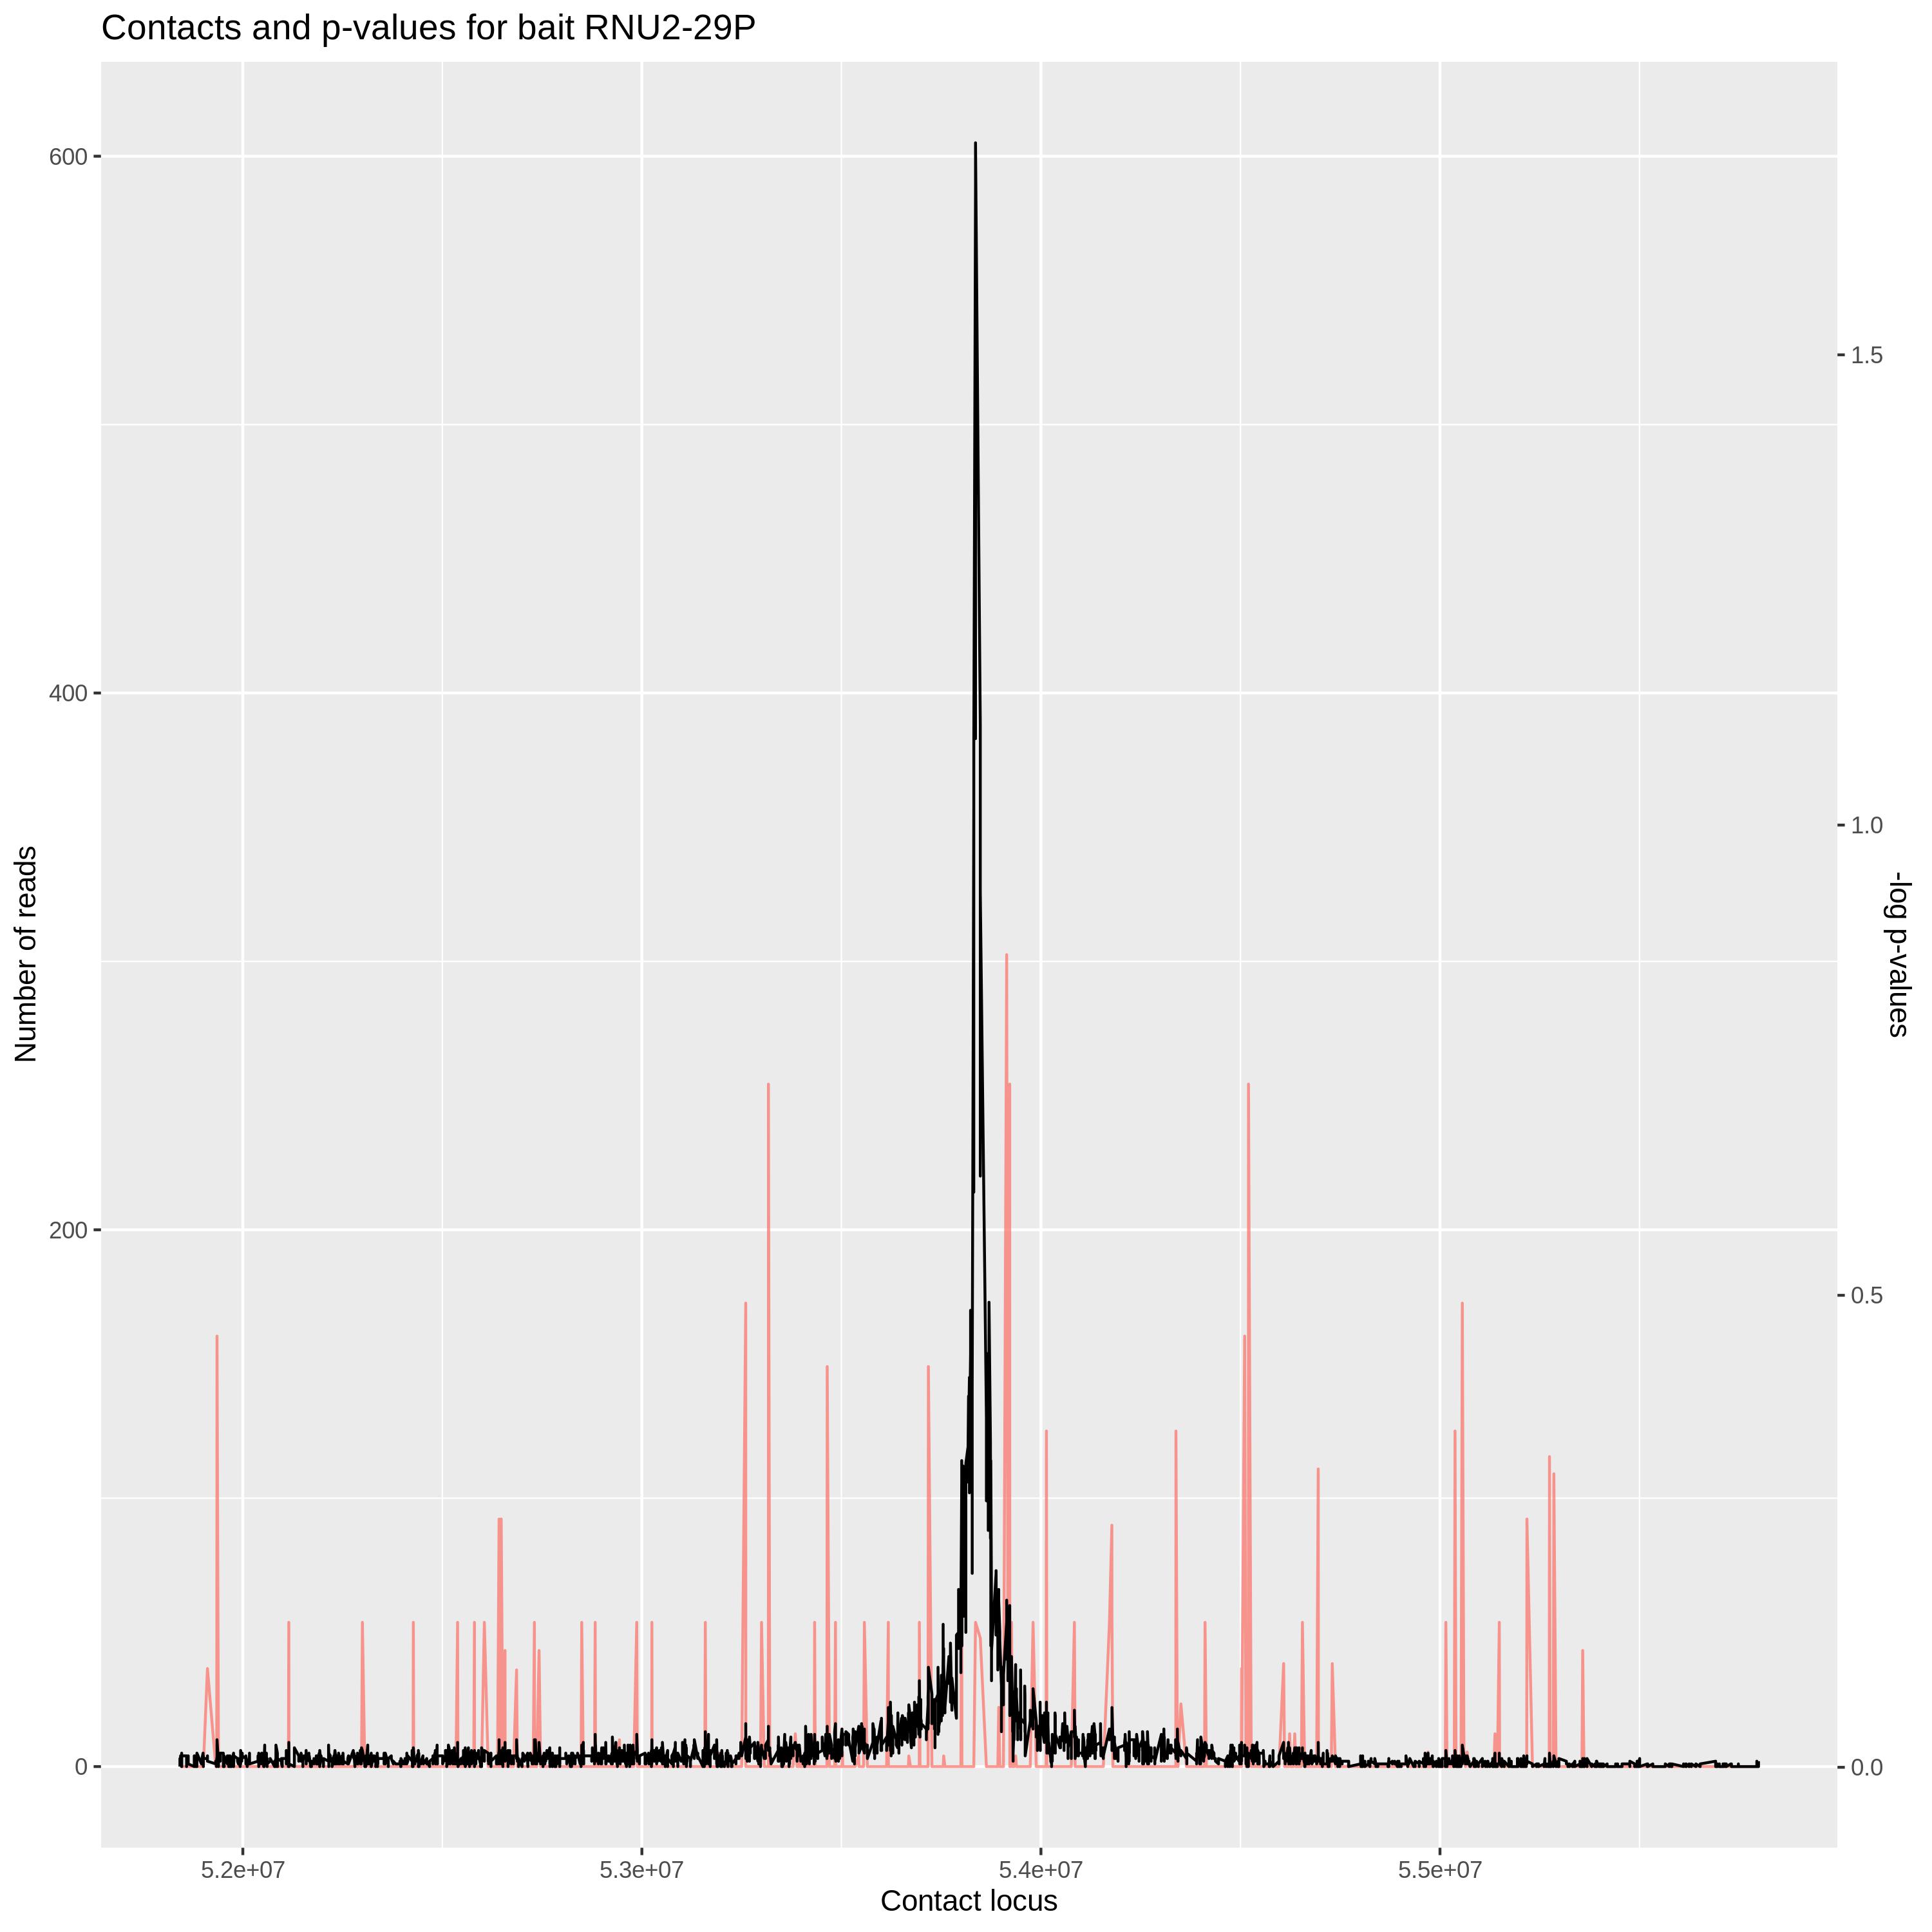 Contacts and p-values for bait RNU2-29P
600
400
200
0
Number of reads
1.5
1.0
0.5
0.0
-log p-values
5.2e+07
5.3e+07
5.4e+07
5.5e+07
Contact locus